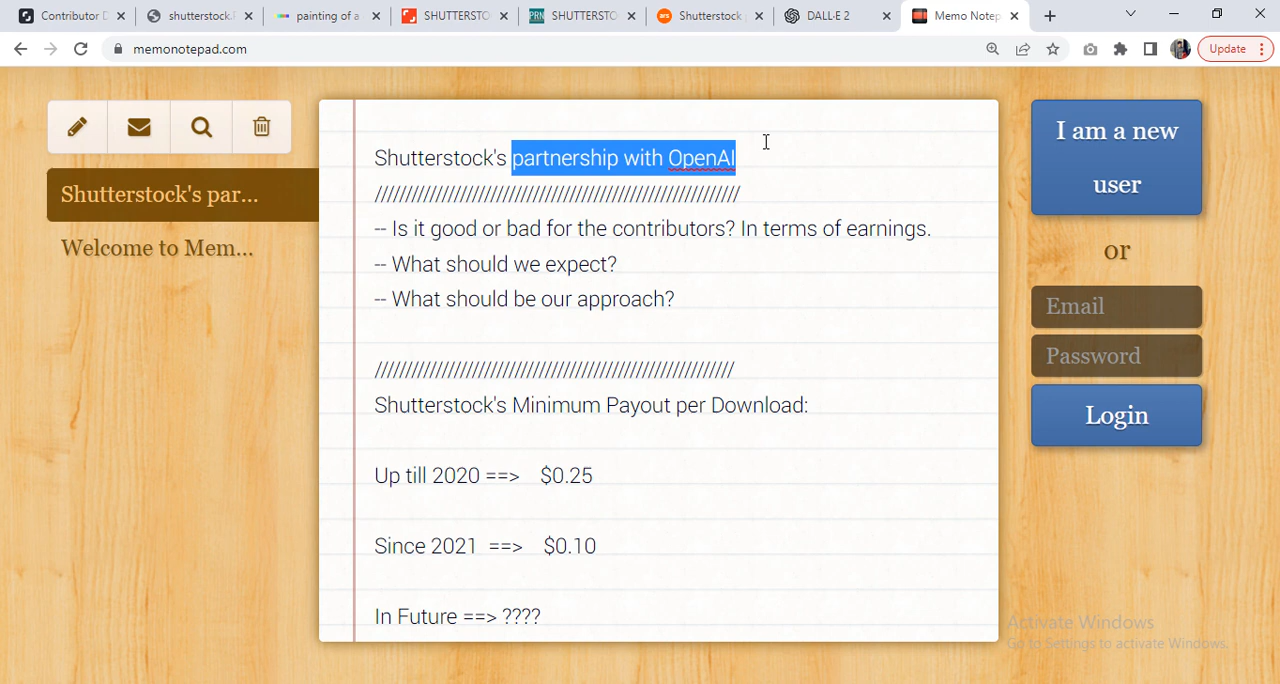 Contributor D
shutterstock.
painting of a
SHUTTERSTO
PRN
SHUTTERSTO
ars
Shutterstock
DALL·E 2
Memo Notep
memonotepad.com
Update
Shutterstock's par...
Welcome to Mem...
Shutterstock's partnership with OpenAI
///////////////////////////////////////////////////////////
-- Is it good or bad for the contributors? In terms of earnings.
-- What should we expect?
-- What should be our approach?
//////////////////////////////////////////////////////////
Shutterstock's Minimum Payout per Download:
Up till 2020 ==> $0.25
Since 2021 ==> $0.10
In Future ==> ????
I am a new
user
or
Email
Password
Login
Activate Windows
Go to Settings to activate Windows.